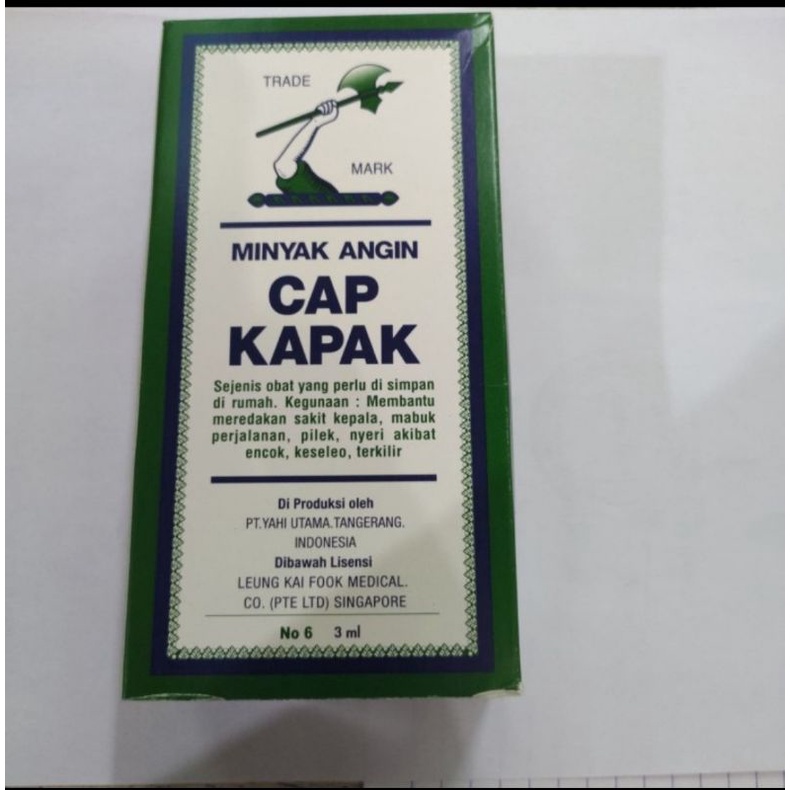 TRADE
MARK
MINYAK ANGIN
CAP
KAPAK
Sejenis obat yang perlu di simpan
di rumah. Kegunaan : Membantu
meredakan sakit kepala, mabuk
perjalanan, pilek, nyeri akibat
encok, keseleo, terkilir
Di Produksi oleh
PT.YAHI UTAMA.TANGERANG.
INDONESIA
Dibawah Lisensi
LEUNG KAI FOOK MEDICAL.
CO. (PTE LTD) SINGAPORE
No 6 3 ml